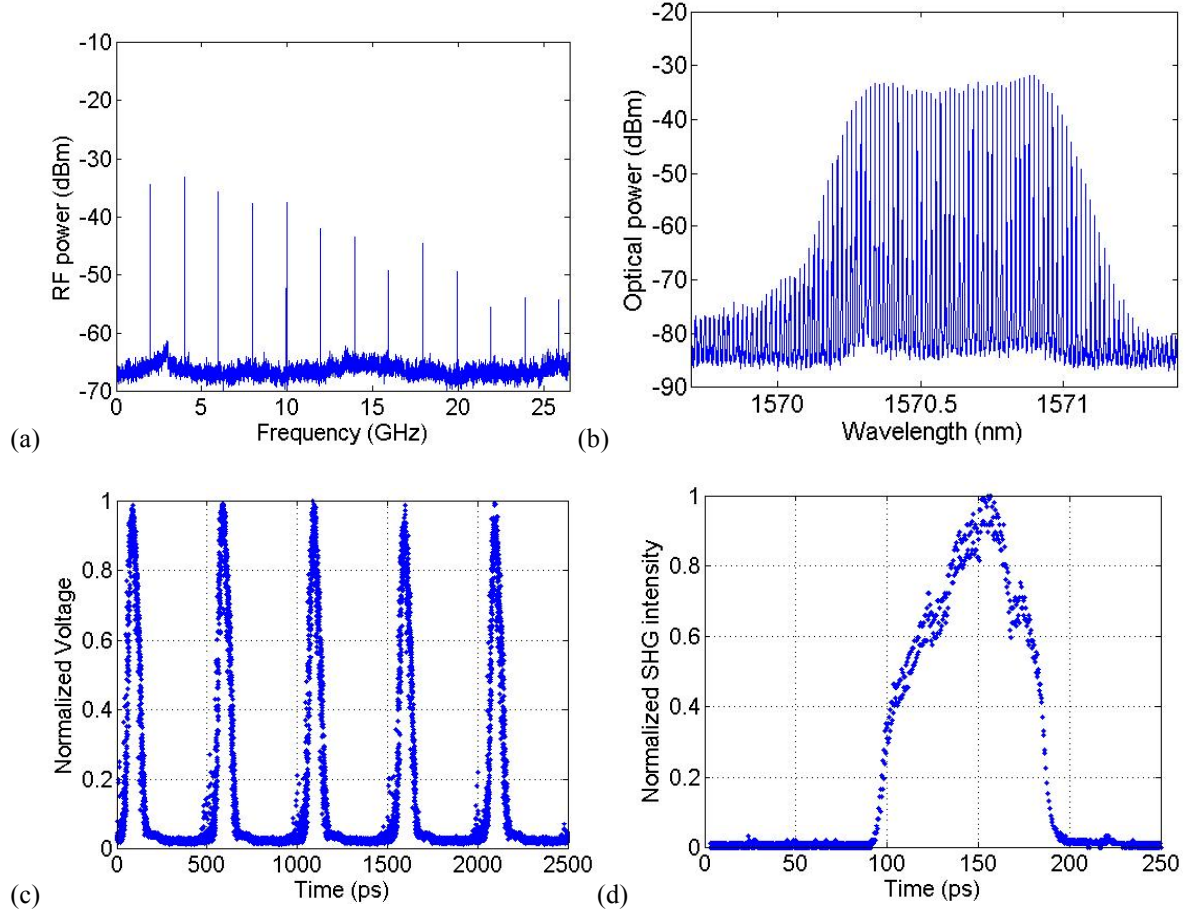 -10
-20
-30
-40
-50
-60
-70
RF power (dBm)
0 5 10 15 20 25
Frequency (GHz)
(a)
-20
-30
-40
-50
-60
-70
-80
-90
Optical power (dBm)
1570 1570.5 1571
Wavelength (nm)
(b)
1
0.8
0.6
0.4
0.2
0
Normalized Voltage
0 500 1000 1500 2000 2500
Time (ps)
(c)
1
0.8
0.6
0.4
0.2
0
Normalized SHG intensity
0 50 100 150 200 250
Time (ps)
(d)